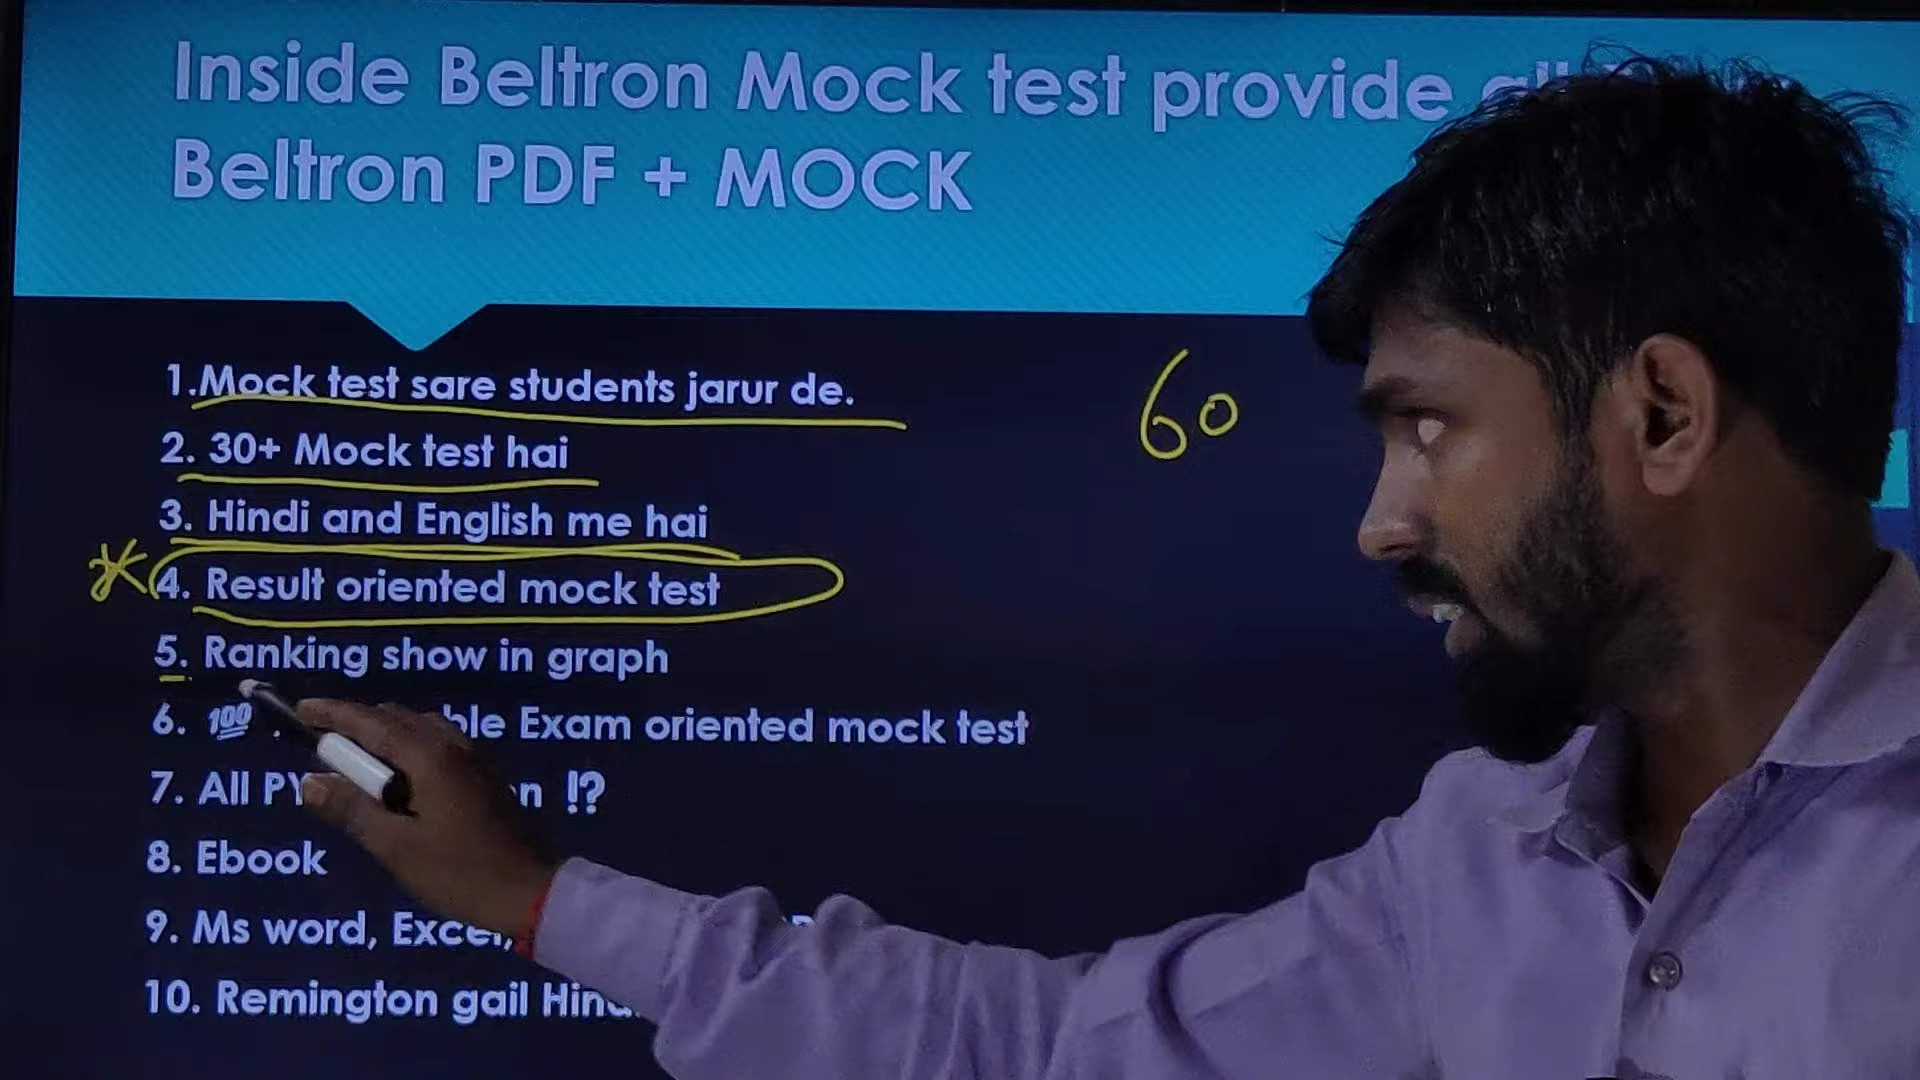 Inside Beltron Mock test provide
Beltron PDF + MOCK
1.Mock test sare students jarur de.
60
2. 30+ Mock test hai
3. Hindi and English me hai
4. Result oriented mock test
5. Ranking show in graph
6. 💯 Exam oriented mock test
7. All ⁉
8. Ebook
9. Ms word, Excel,
10. Remington gail